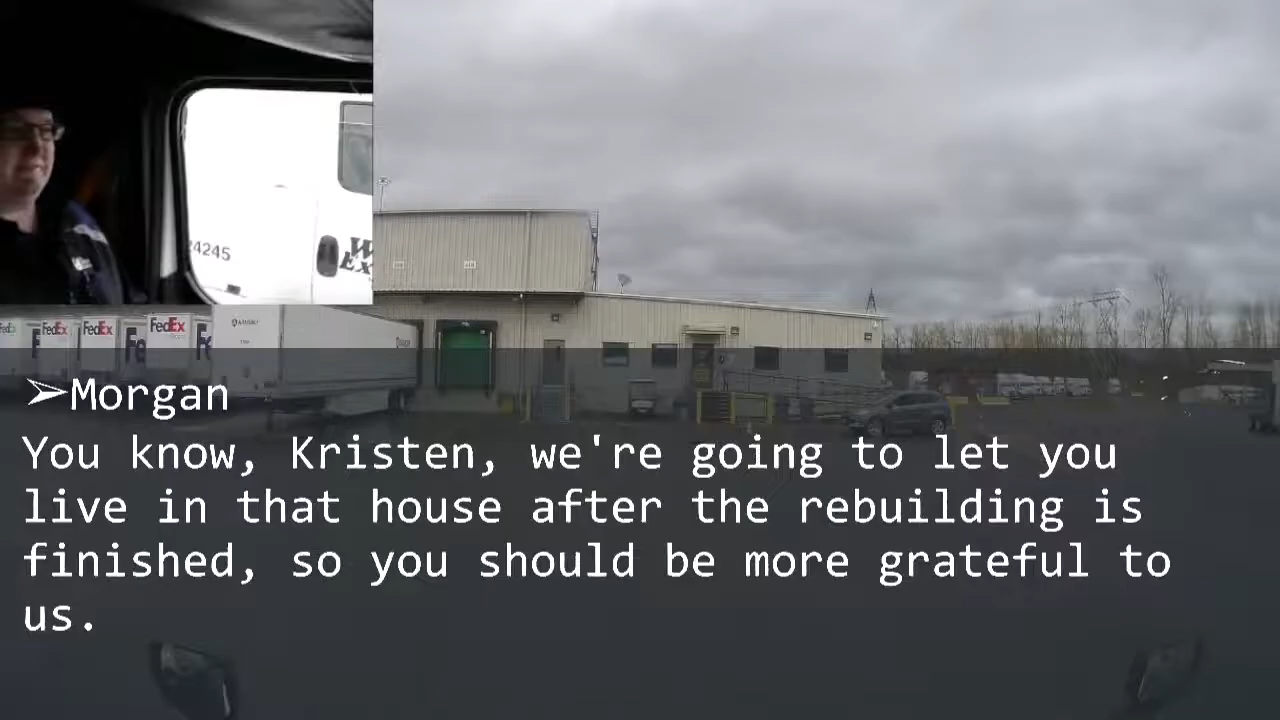 24245
FedEx
FedEx
FedEx
➢Morgan
You know, Kristen, we're going to let you
live in that house after the rebuilding is
finished, so you should be more grateful to
us.